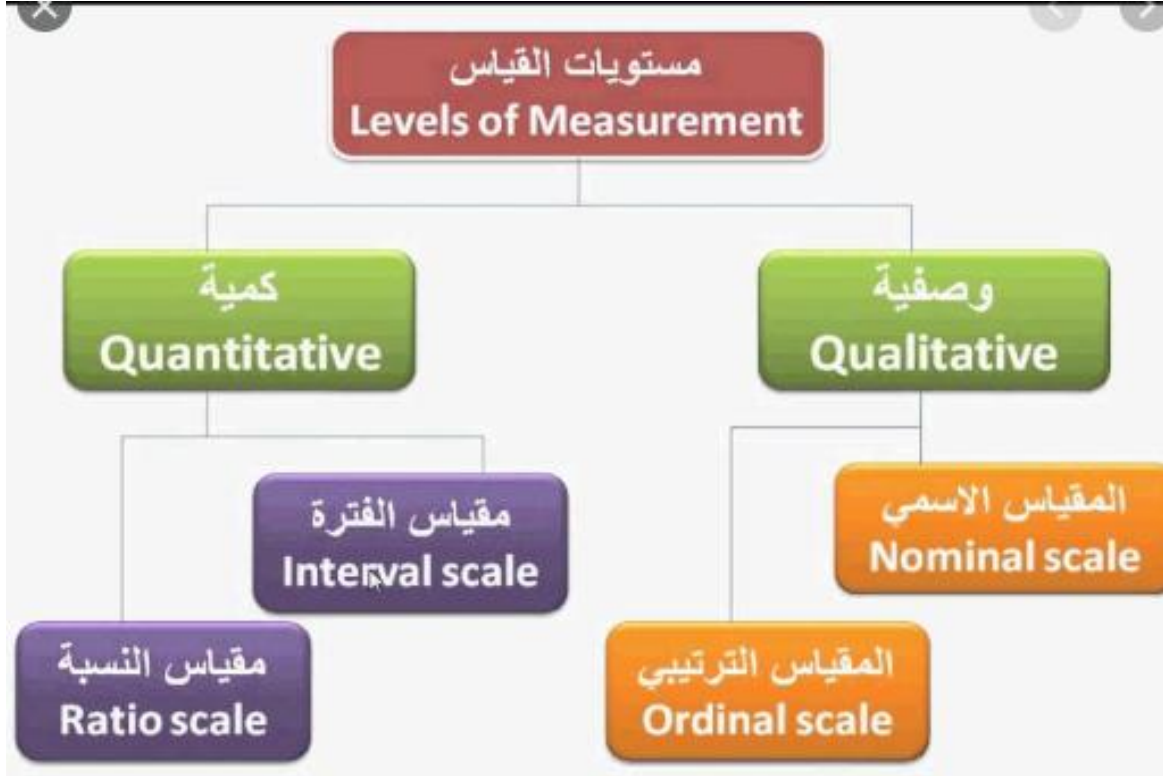 مستويات القياس
Levels of Measurement
كمية
Quantitative
وصفية
Qualitative
مقياس الفترة
Interval scale
المقياس الاسمي
Nominal scale
مقياس النسبة
Ratio scale
المقياس الترتيبي
Ordinal scale